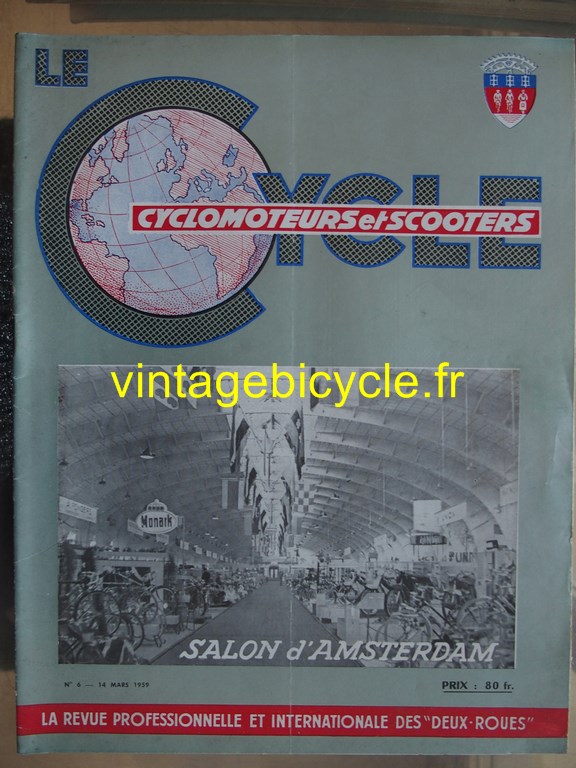 LE
CYCLE
CYCLOMOTEURS et SCOOTERS
vintagebicycle.fr
Monark
SALON d'AMSTERDAM
N° 6 — 14 MARS 1959
PRIX : 80 fr.
LA REVUE PROFESSIONNELLE ET INTERNATIONALE DES "DEUX-ROUES"